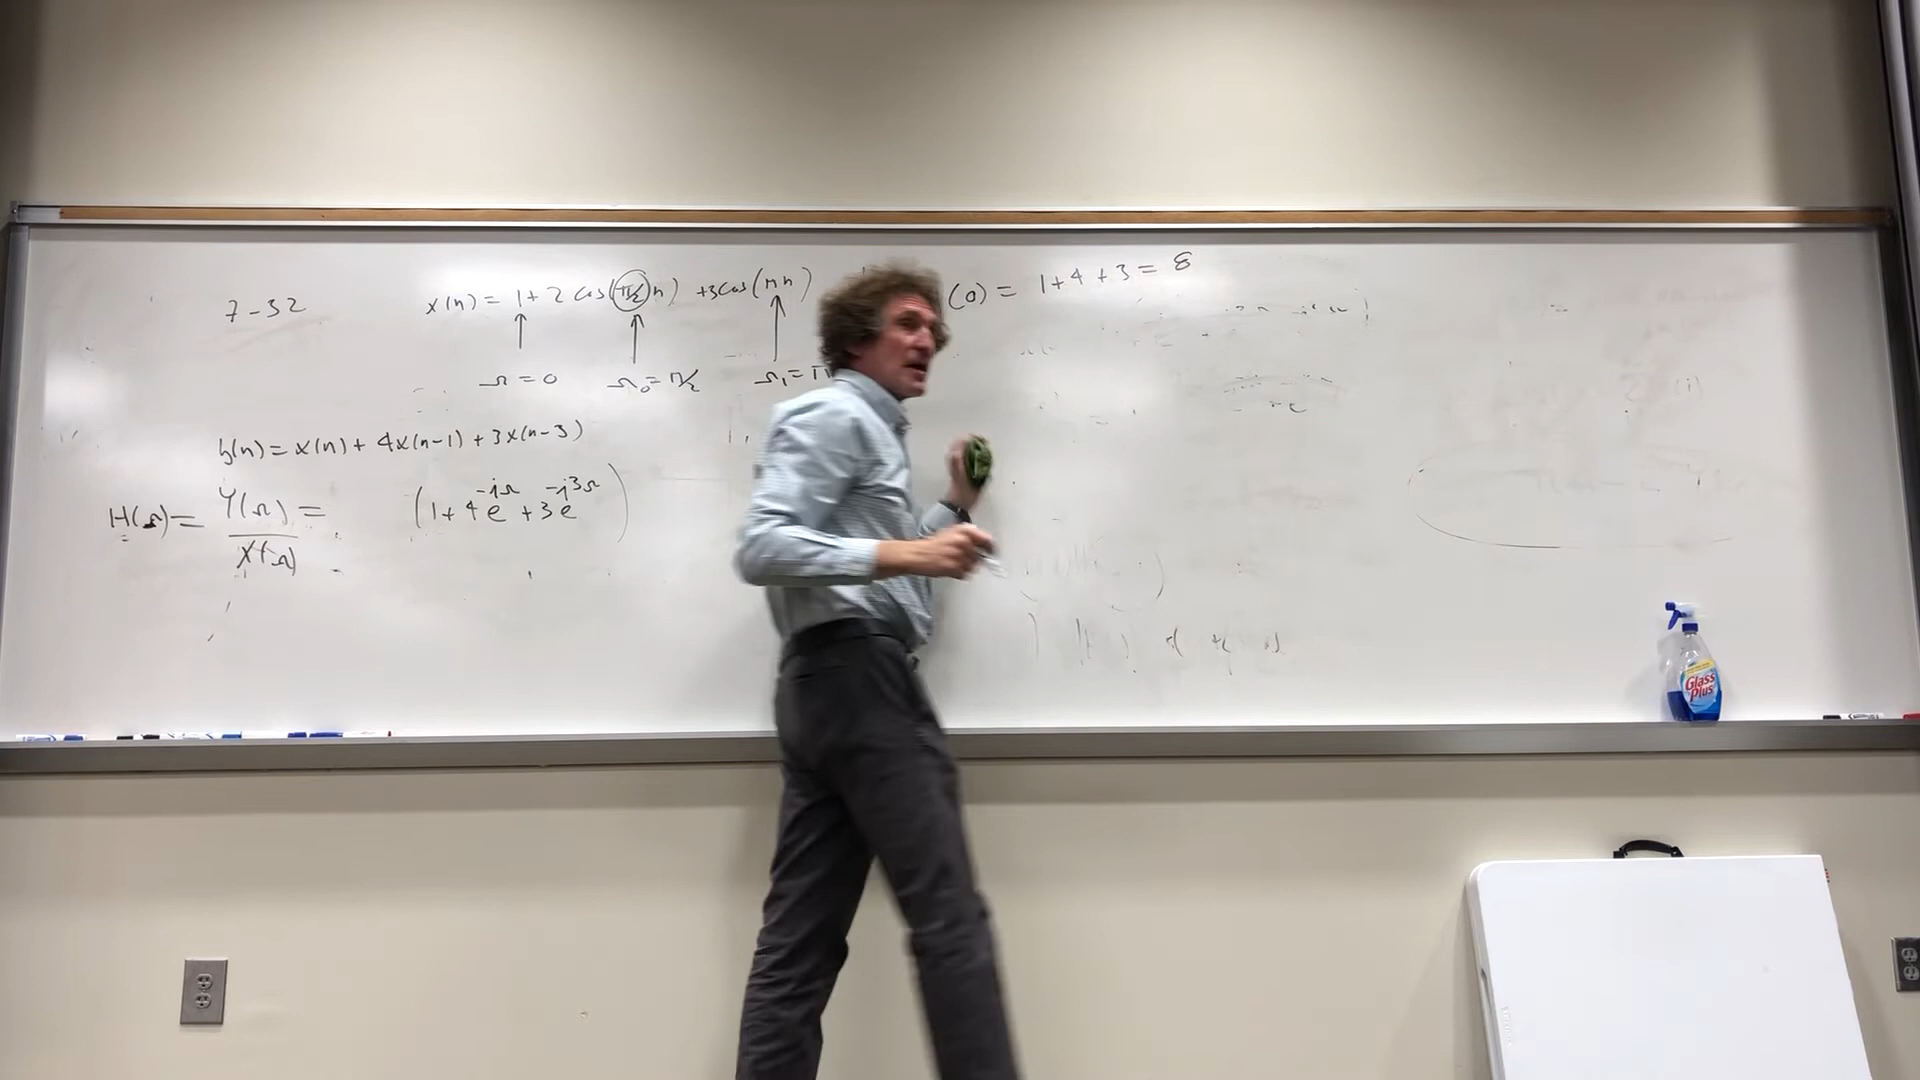 7-32
x(n) = 1 + 2 cos(π/2 n) + 3cos(πn)
(0) = 1+4+3 = 8
Ω = 0
Ω₀ = π/2
Ω₁ = π
y(n) = x(n) + 4x(n-1) + 3x(n-3)
H(Ω) = Y(Ω)/X(Ω) = (1 + 4e^-jΩ + 3e^-j3Ω)
Glass Plus